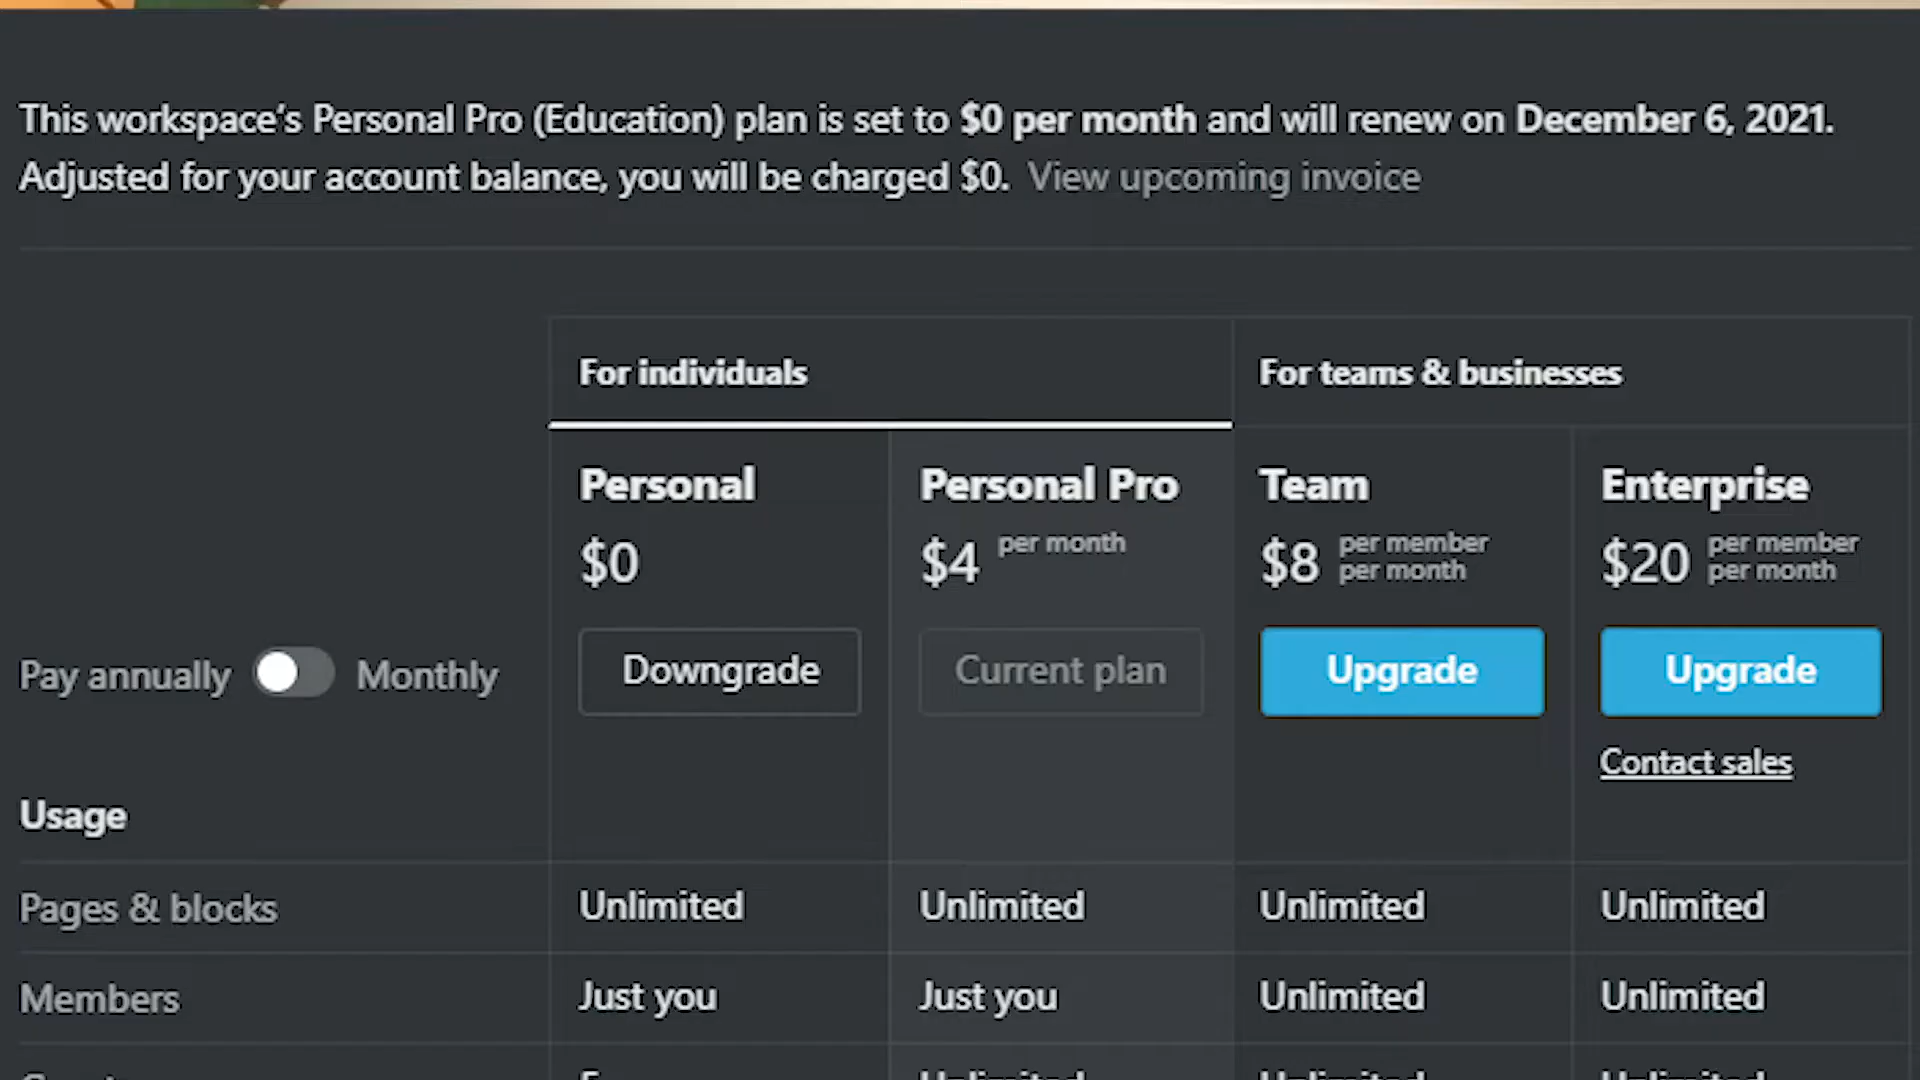 This workspace's Personal Pro (Education) plan is set to $0 per month and will renew on December 6, 2021.
Adjusted for your account balance, you will be charged $0. View upcoming invoice
For individuals
For teams & businesses
Personal
Personal Pro
Team
Enterprise
$0
$4 per month
$8 per member per month
$20 per member per month
Pay annually
Monthly
Downgrade
Current plan
Upgrade
Upgrade
Contact sales
Usage
Pages & blocks
Unlimited
Unlimited
Unlimited
Unlimited
Members
Just you
Just you
Unlimited
Unlimited